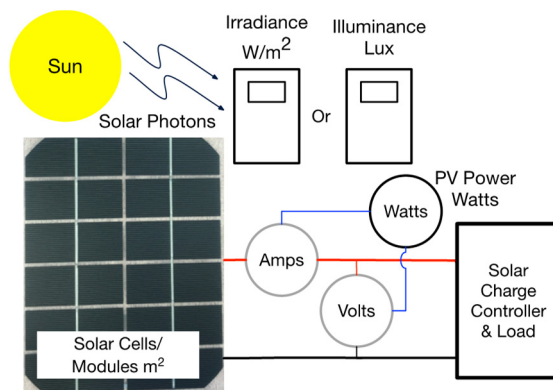 Sun
Solar Photons
Irradiance
W/m²
Or
Illuminance
Lux
PV Power
Watts
Watts
Amps
Volts
Solar
Charge
Controller
& Load
Solar Cells/
Modules m²